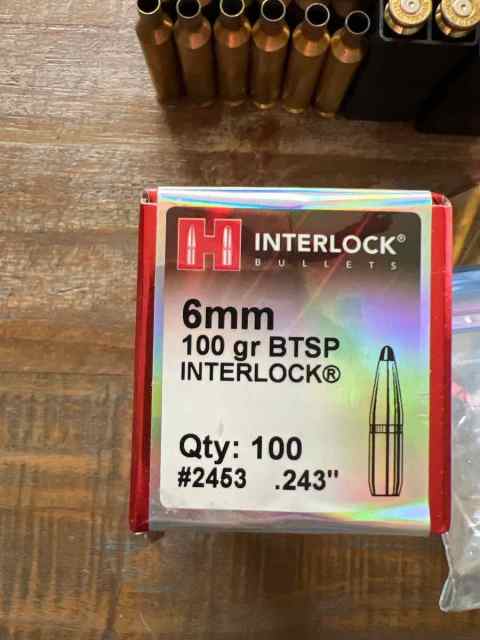 H INTERLOCK®
BULLETS
6mm
100 gr BTSP
INTERLOCK®
Qty: 100
#2453 .243"